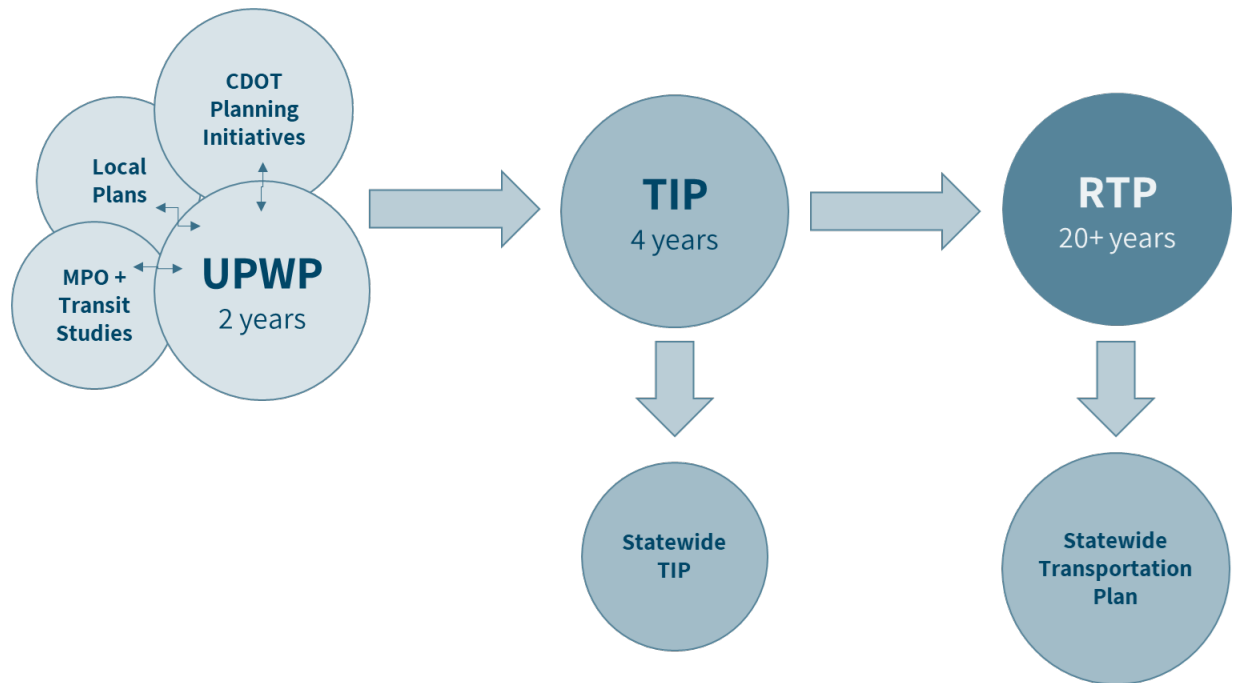 CDOT
Planning
Initiatives
Local
Plans
MPO +
Transit
Studies
UPWP
2 years
TIP
4 years
RTP
20+ years
Statewide
TIP
Statewide
Transportation
Plan